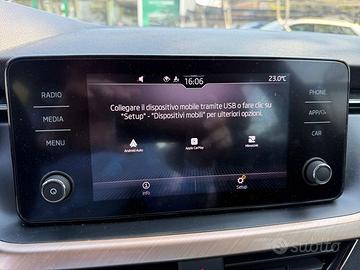 16:06
23.0°C
RADIO
MEDIA
MENU
PHONE
APP/
CAR
Collegare il dispositivo mobile tramite USB o fare clic su
"Setup" - "Dispositivi mobili" per ulteriori opzioni.
Android Auto
Apple CarPlay
MirrorLink
Info
Setup
Subito